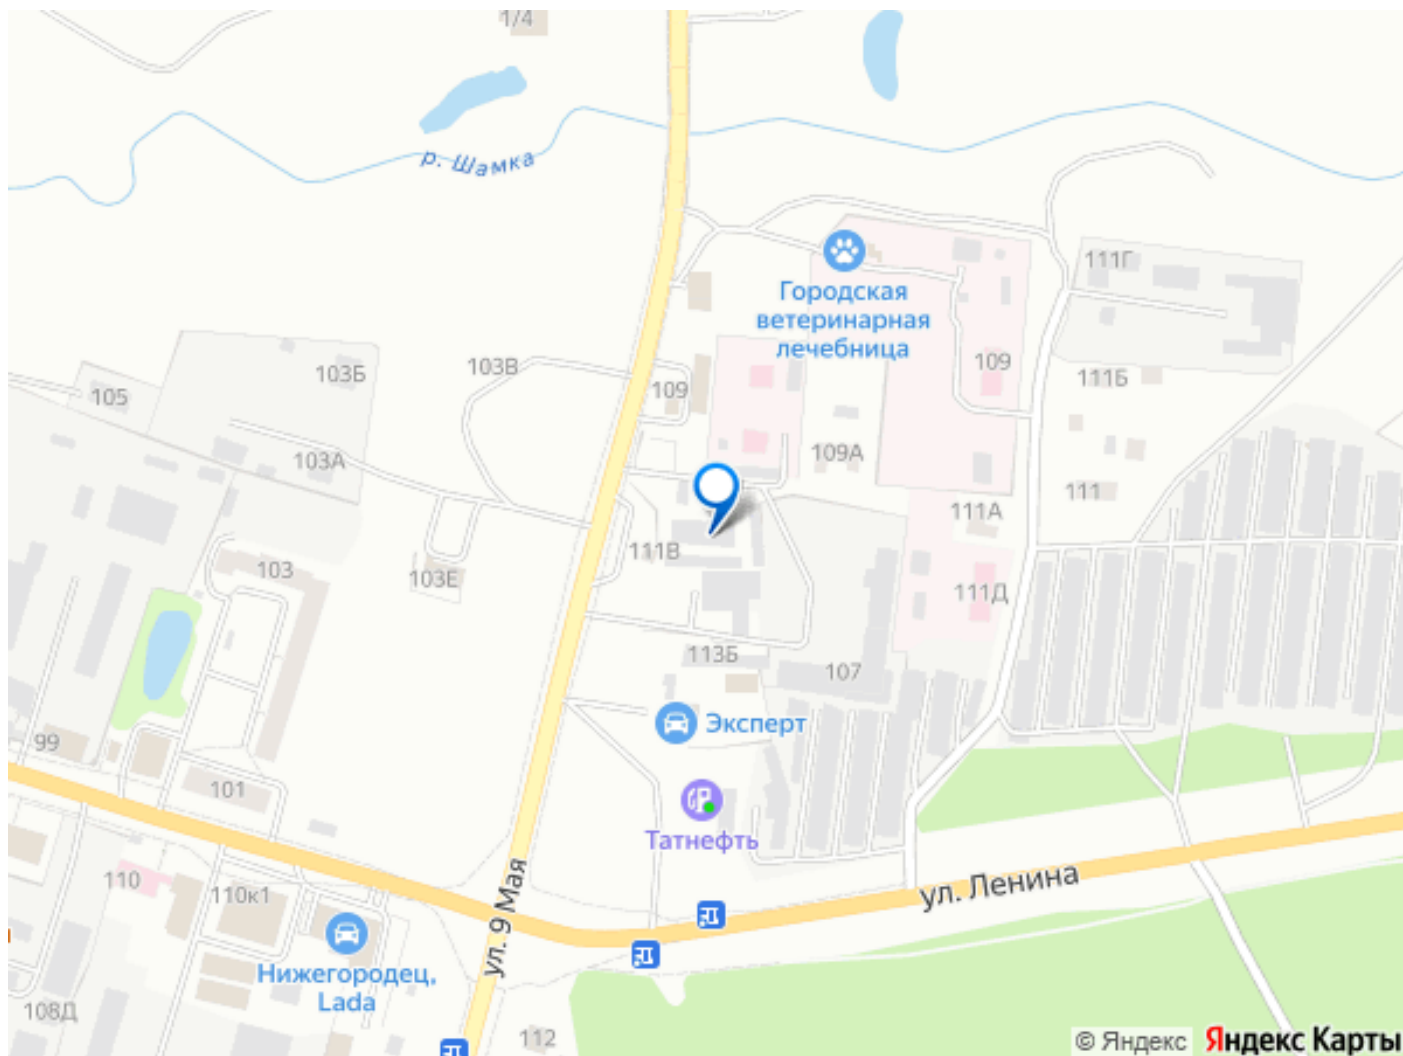 1/4
р. Шамка
Городская
ветеринарная
лечебница
111Г
103Б
103В
109
109
111Б
105
103А
109А
111
111А
111В
103
103Е
111Д
113Б
107
Эксперт
99
101
Татнефть
ул. Ленина
110
110к1
ул. 9 Мая
Нижегородец,
Lada
108Д
112
© Яндекс Яндекс Карты